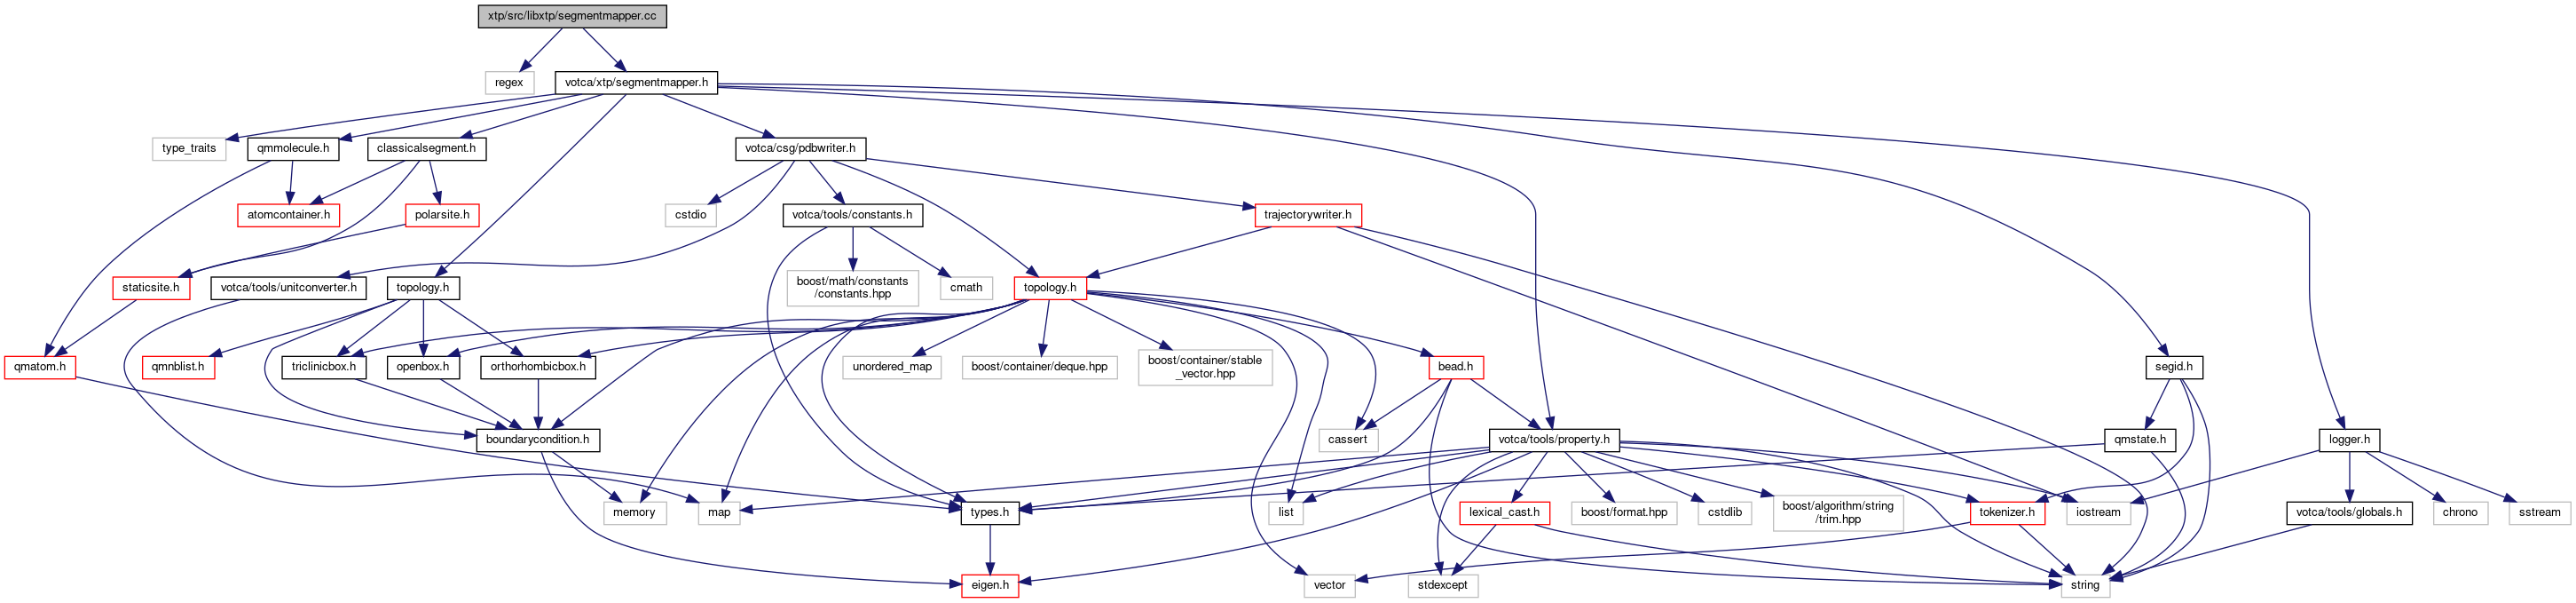 xtp/src/libxtp/segmentmapper.cc
regex
votca/xtp/segmentmapper.h
type_traits
qmmolecule.h
classicalsegment.h
votca/csg/pdbwriter.h
atomcontainer.h
polarsite.h
cstdio
votca/tools/constants.h
trajectorywriter.h
staticsite.h
votca/tools/unitconverter.h
topology.h
boost/math/constants
/constants.hpp
cmath
topology.h
qmatom.h
qmnblist.h
triclinicbox.h
openbox.h
orthorhombicbox.h
unordered_map
boost/container/deque.hpp
boost/container/stable
_vector.hpp
bead.h
segid.h
boundarycondition.h
cassert
votca/tools/property.h
qmstate.h
logger.h
memory
map
types.h
list
lexical_cast.h
boost/format.hpp
cstdlib
boost/algorithm/string
/trim.hpp
tokenizer.h
iostream
votca/tools/globals.h
chrono
sstream
eigen.h
vector
stdexcept
string